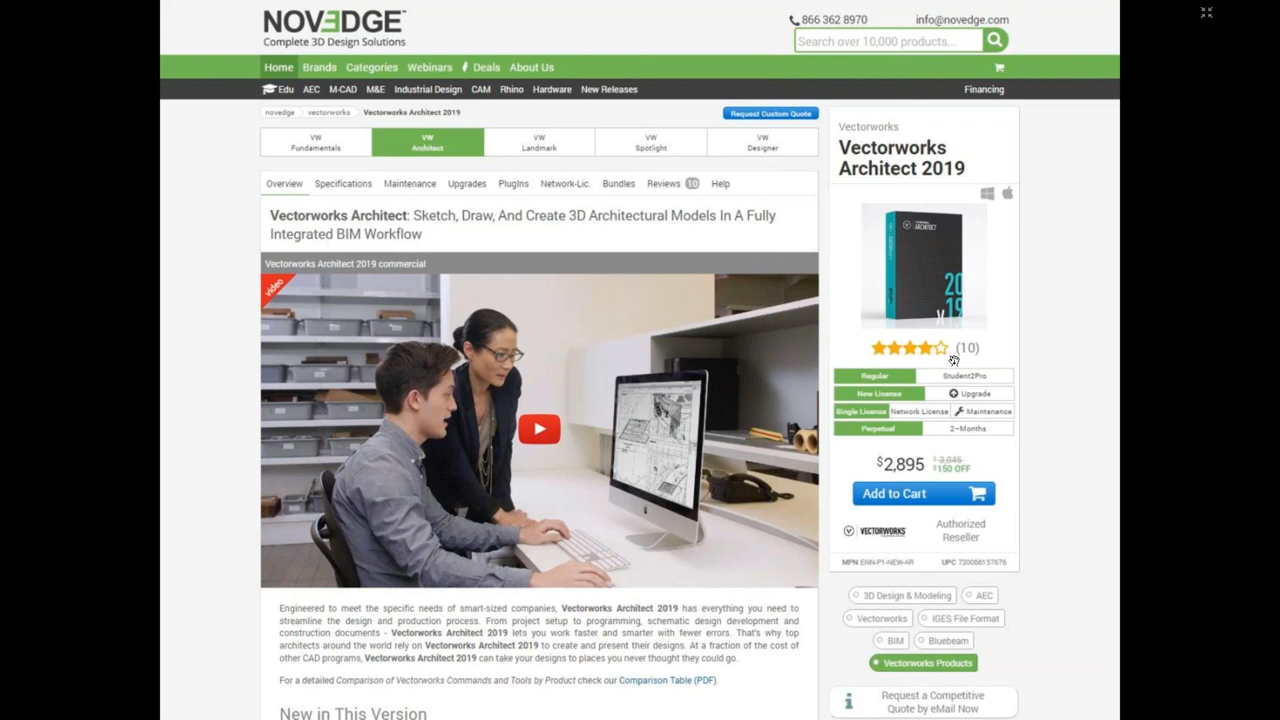 NOVEDGE
Complete 3D Design Solutions
866 362 8970
info@novedge.com
Search over 10,000 products...
Home Brands Categories Webinars Deals About Us
Edu AEC M-CAD M&E Industrial Design CAM Rhino Hardware New Releases Financing
novedge vectorworks Vectorworks Architect 2019
Request Custom Quote
VW
Fundamentals
VW
Architect
VW
Landmark
VW
Spotlight
VW
Designer
Overview Specifications Maintenance Upgrades PlugIns Network-Lic. Bundles Reviews 10 Help
Vectorworks Architect: Sketch, Draw, And Create 3D Architectural Models In A Fully
Integrated BIM Workflow
Vectorworks Architect 2019 commercial
video
Engineered to meet the specific needs of smart-sized companies, Vectorworks Architect 2019 has everything you need to
streamline the design and production process. From project setup to programming, schematic design development and
construction documents - Vectorworks Architect 2019 lets you work faster and smarter with fewer errors. That's why top
architects around the world rely on Vectorworks Architect 2019 to create and present their designs. At a fraction of the cost of
other CAD programs, Vectorworks Architect 2019 can take your designs to places you never thought they could go.
For a detailed Comparison of Vectorworks Commands and Tools by Product check our Comparison Table (PDF).
New in This Version
Vectorworks
Vectorworks
Architect 2019
ARCHITECT
20
19
(10)
Regular Student2Pro
New License Upgrade
Single License Network License Maintenance
Perpetual 2-Months
$2,895
$3,045
$150 OFF
Add to Cart
VECTORWORKS
Authorized
Reseller
MPN ENN-P1-NEW-AR UPC 730068157676
3D Design & Modeling AEC
Vectorworks IGES File Format
BIM Bluebeam
Vectorworks Products
Request a Competitive
Quote by eMail Now